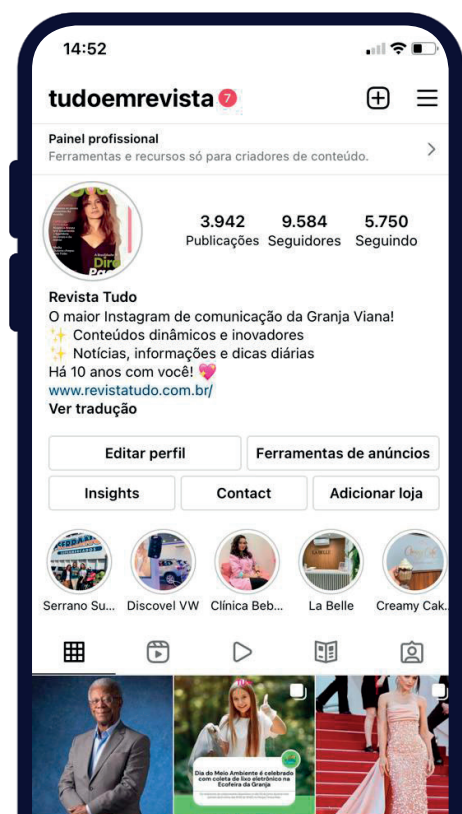 14:52
tudoemrevista 7
Painel profissional
Ferramentas e recursos só para criadores de conteúdo.
3.942 9.584 5.750
Publicações Seguidores Seguindo
Revista Tudo
O maior Instagram de comunicação da Granja Viana!
✨ Conteúdos dinâmicos e inovadores
✨ Notícias, informações e dicas diárias
Há 10 anos com você! 💖
www.revistatudo.com.br/
Ver tradução
Editar perfil Ferramentas de anúncios
Insights Contact Adicionar loja
Serrano Su... Discovel VW Clínica Beb... La Belle Creamy Cak.
Dia do Meio Ambiente é celebrado
com coleta de lixo eletrônico na
Ecofeira da Granja